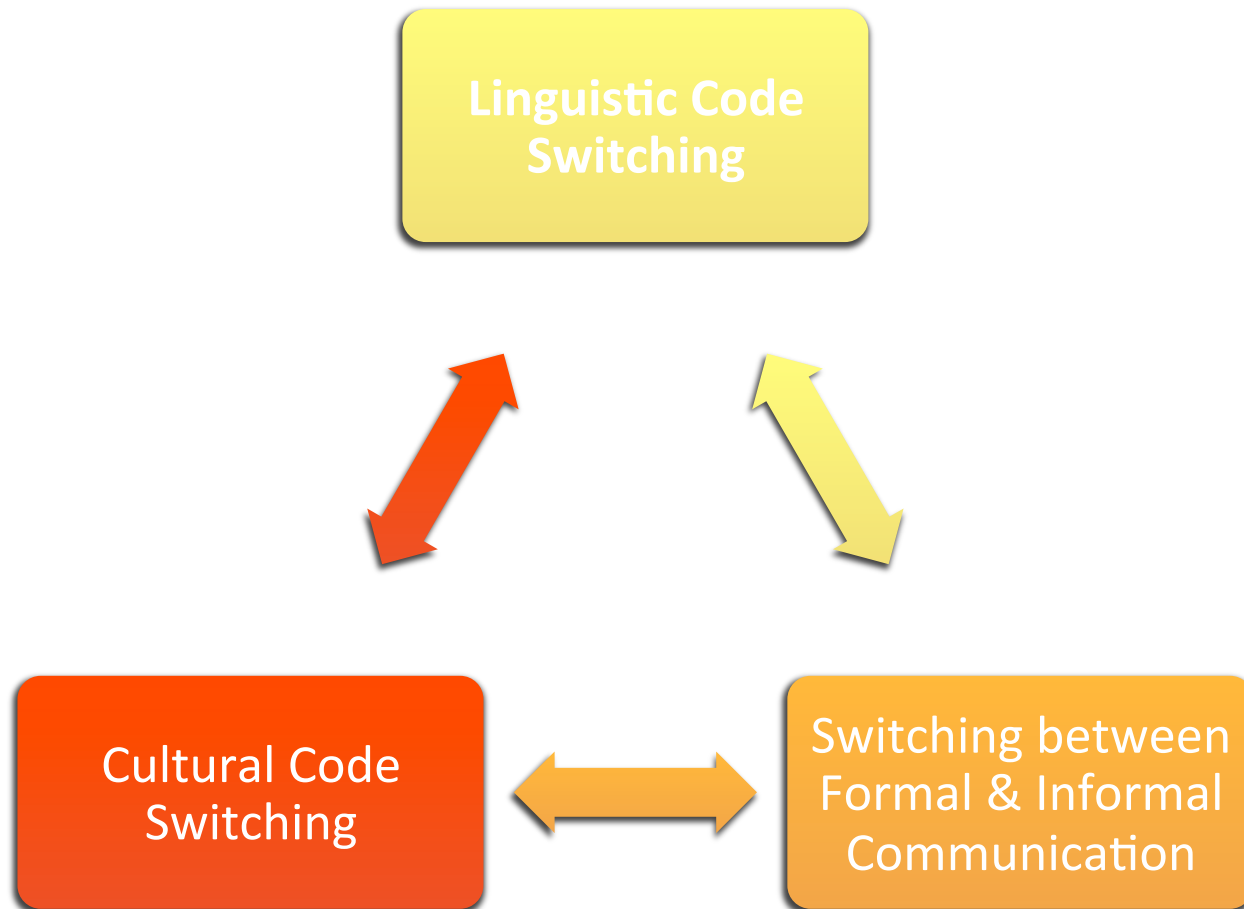 Linguistic Code
Switching
Cultural Code
Switching
Switching between
Formal & Informal
Communication